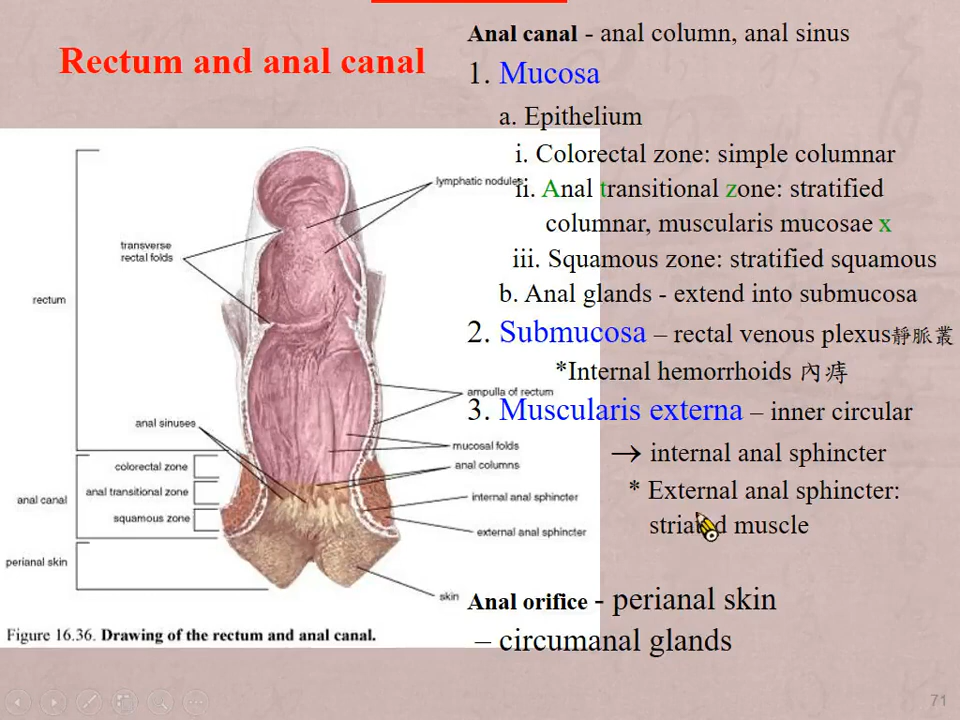 Rectum and anal canal
Anal canal - anal column, anal sinus
1. Mucosa
a. Epithelium
i. Colorectal zone: simple columnar
ii. Anal transitional zone: stratified
columnar, muscularis mucosae x
iii. Squamous zone: stratified squamous
b. Anal glands - extend into submucosa
2. Submucosa – rectal venous plexus靜脈叢
*Internal hemorrhoids 內痔
3. Muscularis externa – inner circular
→ internal anal sphincter
* External anal sphincter:
striated muscle
Anal orifice - perianal skin
– circumanal glands
lymphatic nodules
transverse
rectal folds
rectum
ampulla of rectum
anal sinuses
mucosal folds
colorectal zone
anal columns
anal transitional zone
anal canal
internal anal sphincter
squamous zone
external anal sphincter
perianal skin
skin
Figure 16.36. Drawing of the rectum and anal canal.
71